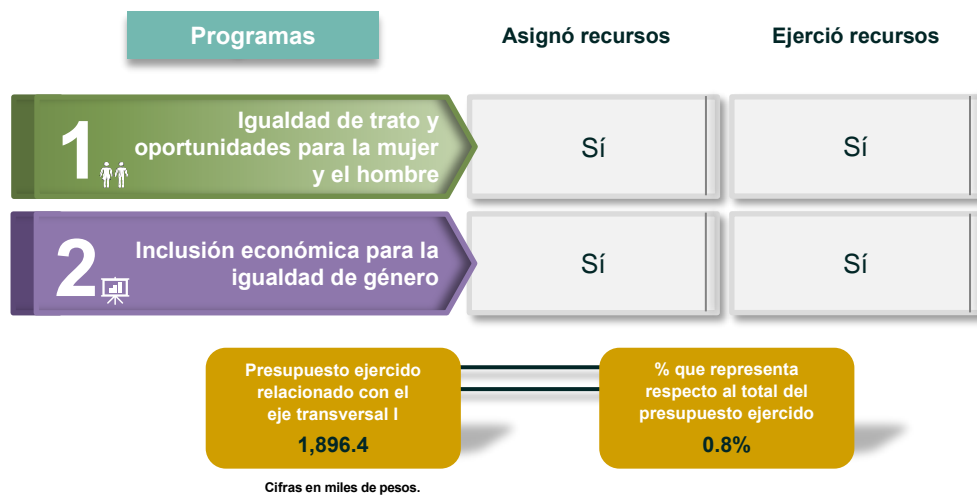 Programas
Asignó recursos
Ejerció recursos
1
Igualdad de trato y
oportunidades para la mujer
y el hombre
Sí
Sí
2
Inclusión económica para la
igualdad de género
Sí
Sí
Presupuesto ejercido
relacionado con el
eje transversal I
1,896.4
% que representa
respecto al total del
presupuesto ejercido
0.8%
Cifras en miles de pesos.